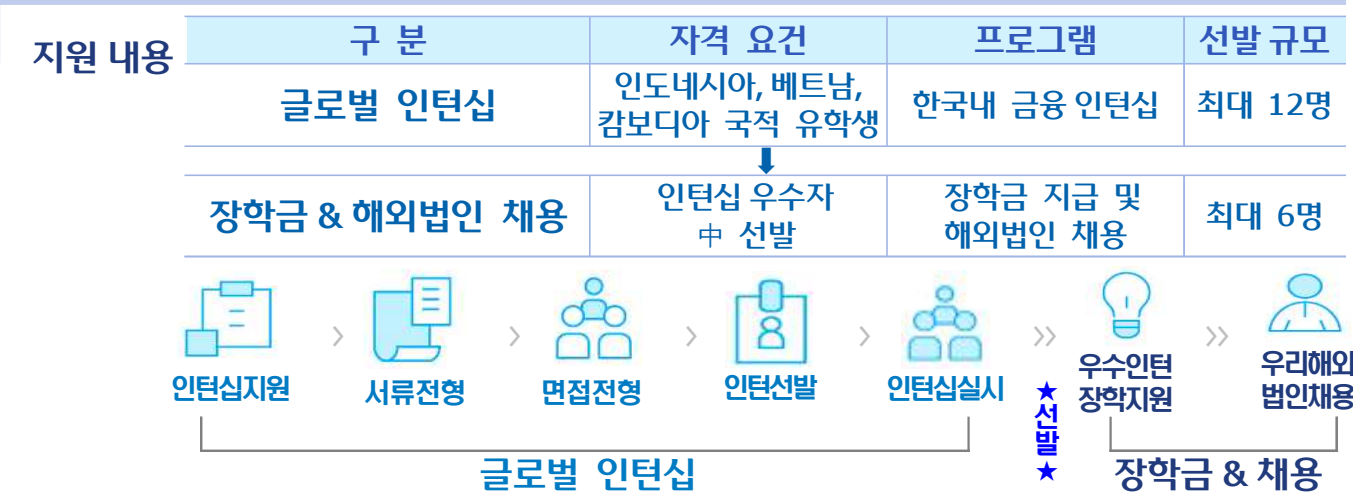 지원 내용
구 분 자격 요건 프로그램 선발 규모
글로벌 인턴십 인도네시아, 베트남, 캄보디아 국적 유학생 한국내 금융 인턴십 최대 12명
장학금 & 해외법인 채용 인턴십 우수자 中 선발 장학금 지급 및 해외법인 채용 최대 6명
인턴십지원
서류전형
면접전형
인턴선발
인턴십실시
★선발★
우수인턴
장학지원
우리해외
법인채용
글로벌 인턴십
장학금 & 채용